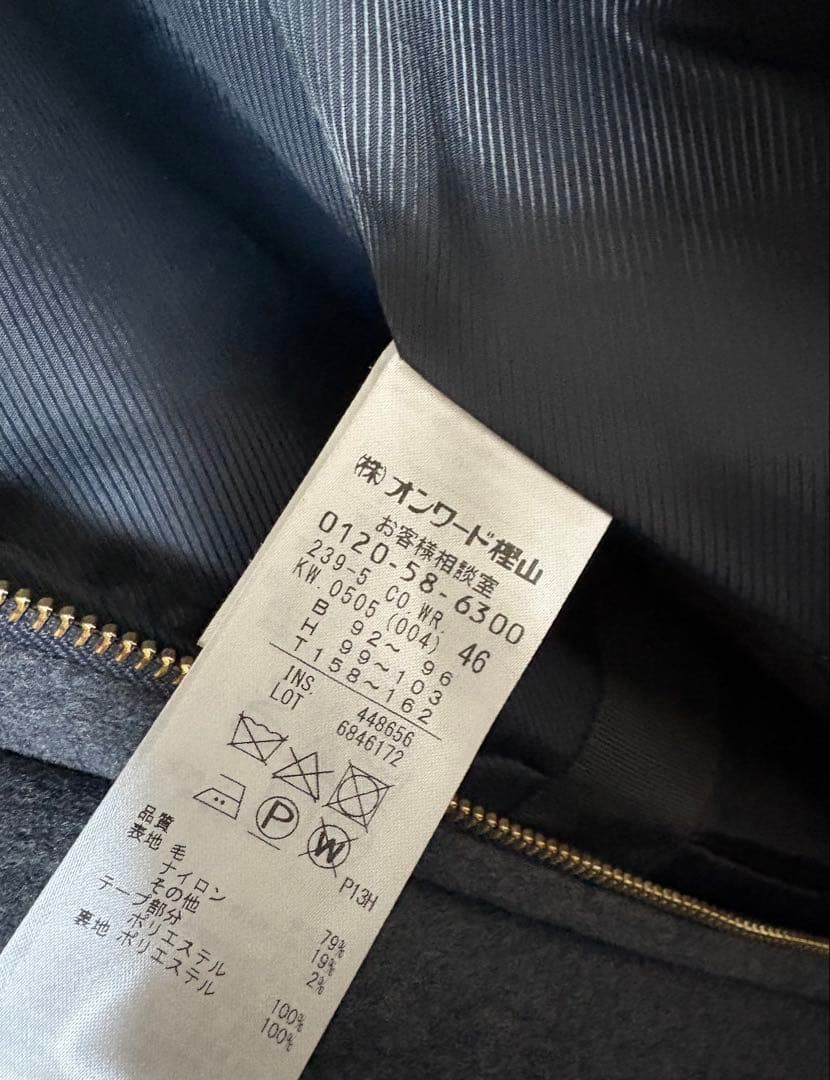 (株)オンワード樫山
お客様相談室
0120-58-6300
239-5 CO.WR.
KW 0505(004) 46
B 92〜 96
H 99〜103
T158〜162
INS. 448656
LOT 6846172
P
W
P13H
品質
表地 毛 79%
ナイロン 19%
その他 2%
テープ部分
ポリエステル 100%
裏地 ポリエステル 100%